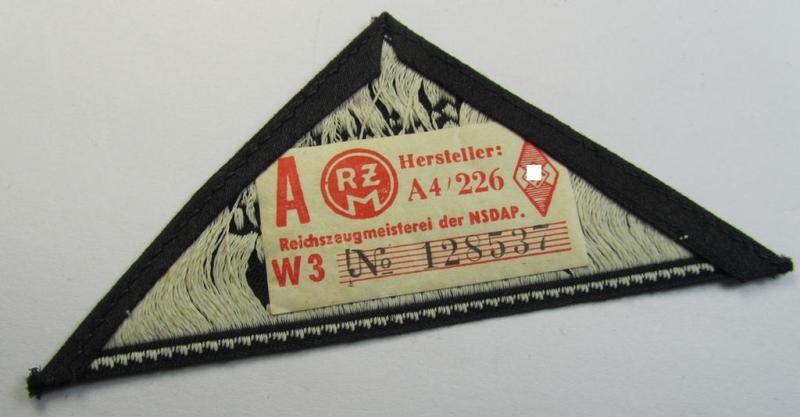 A RZM Hersteller:
A4/226
Reichszeugmeisterei der NSDAP.
W3 No 128537